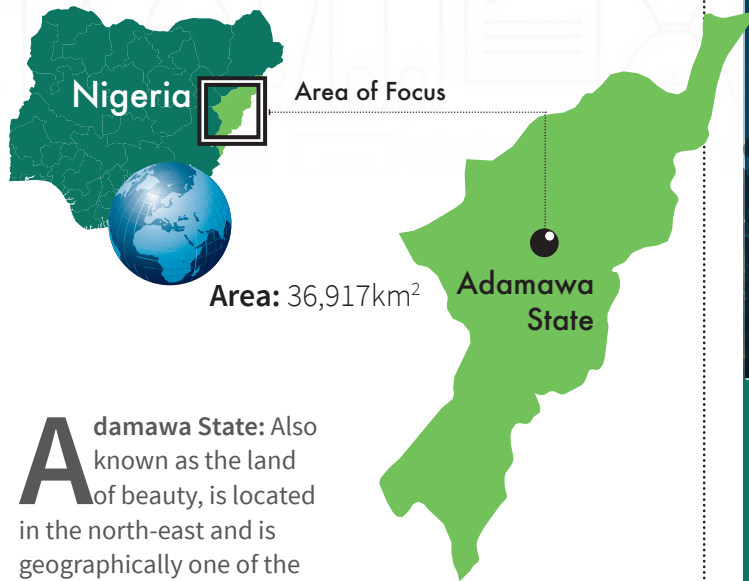 Nigeria
Area of Focus
Adamawa
State
Area: 36,917km²
Adamawa State: Also
known as the land
of beauty, is located
in the north-east and is
geographically one of the